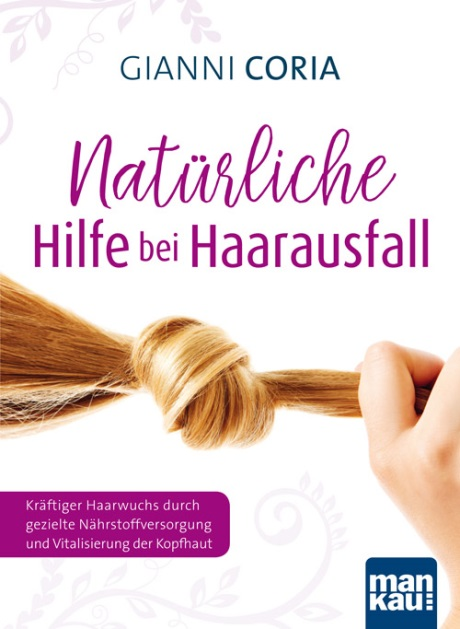 GIANNI CORIA
Natürliche
Hilfe bei Haarausfall
Kräftiger Haarwuchs durch
gezielte Nährstoffversorgung
und Vitalisierung der Kopfhaut
man
kau!